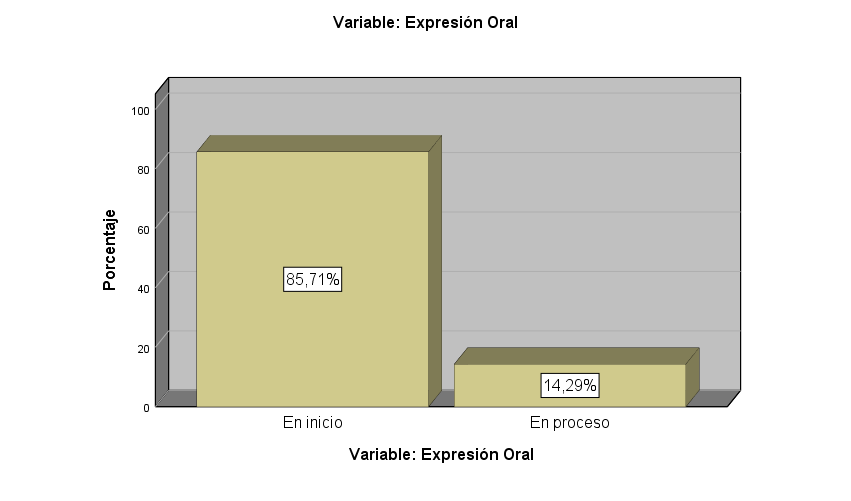 Variable: Expresión Oral
100
80
60
40
20
0
Porcentaje
85,71%
14,29%
En inicio
En proceso
Variable: Expresión Oral